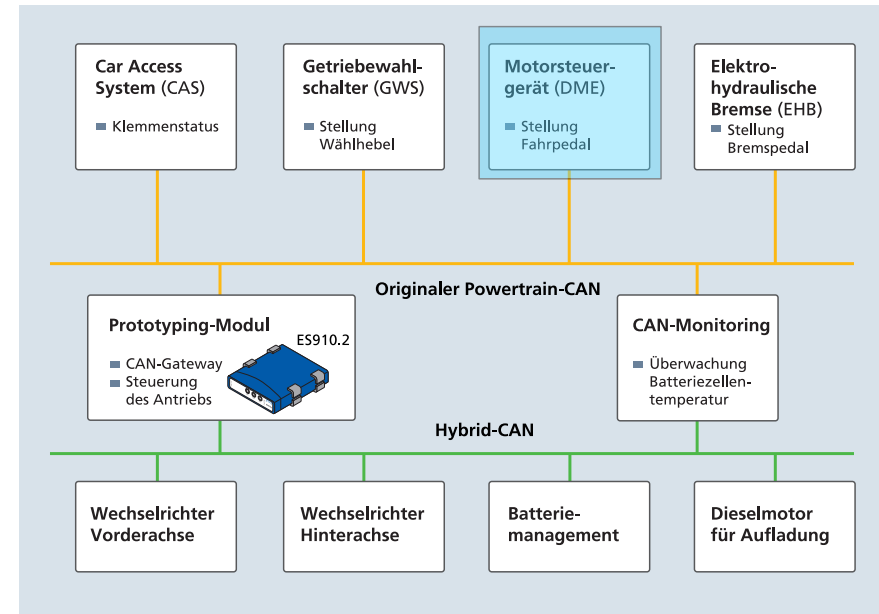 Car Access
System (CAS)
Klemmenstatus
Getriebewahl-
schalter (GWS)
Stellung
Wählhebel
Motorsteuer-
gerät (DME)
Stellung
Fahrpedal
Elektro-
hydraulische
Bremse (EHB)
Stellung
Bremspedal
Originaler Powertrain-CAN
Prototyping-Modul
ES910.2
CAN-Gateway
Steuerung
des Antriebs
CAN-Monitoring
Überwachung
Batteriezellen-
temperatur
Hybrid-CAN
Wechselrichter
Vorderachse
Wechselrichter
Hinterachse
Batterie-
management
Dieselmotor
für Aufladung